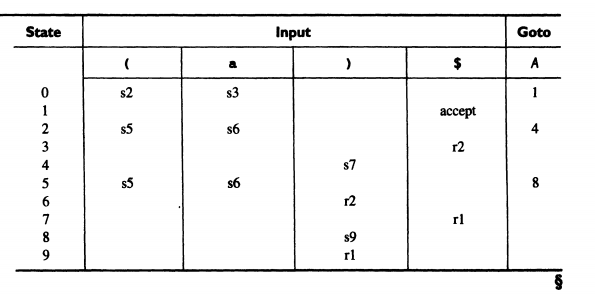 State Input Goto
( a ) $ A
0 s2 s3 1
1 accept
2 s5 s6 4
3 r2
4 s7
5 s5 s6 8
6 r2
7 r1
8 s9
9 r1
§